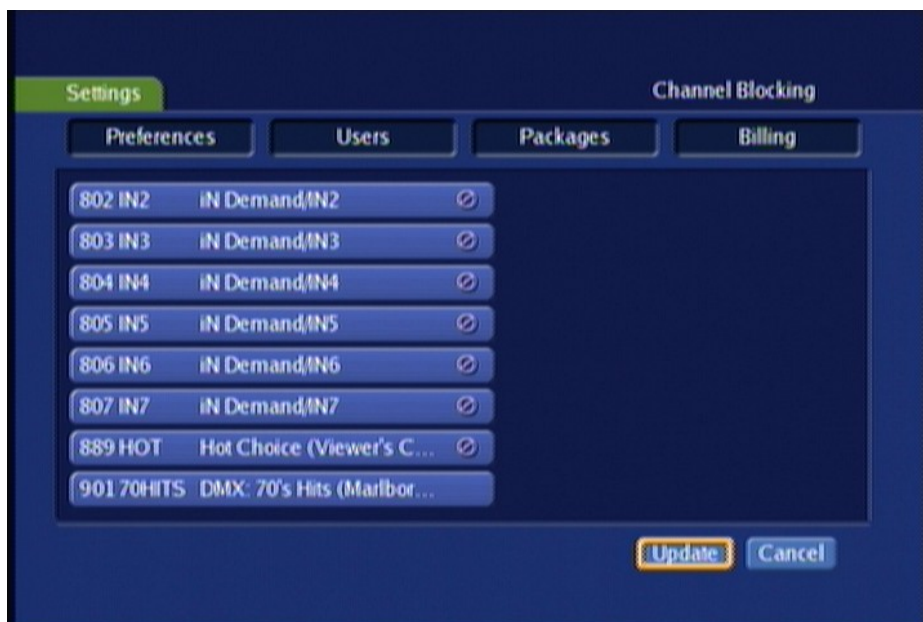 Settings
Channel Blocking
Preferences Users Packages Billing
802 IN2 iN Demand/IN2
803 IN3 iN Demand/IN3
804 IN4 iN Demand/IN4
805 IN5 iN Demand/IN5
806 IN6 iN Demand/IN6
807 IN7 iN Demand/IN7
889 HOT Hot Choice (Viewer's C...
901 70HITS DMX: 70's Hits (Marlbor...
Update Cancel